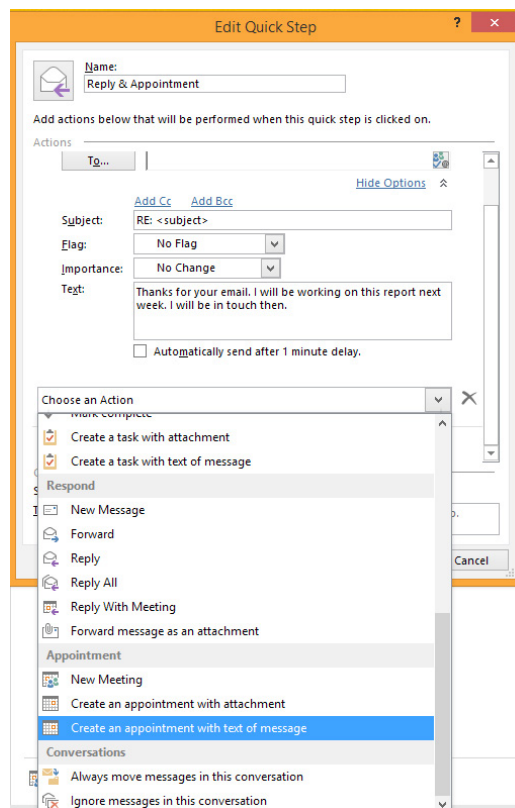 Edit Quick Step
?
Name:
Reply & Appointment
Add actions below that will be performed when this quick step is clicked on.
Actions
To...
Hide Options
Add Cc Add Bcc
Subject: RE: <subject>
Flag: No Flag
Importance: No Change
Text: Thanks for your email. I will be working on this report next
week. I will be in touch then.
Automatically send after 1 minute delay.
Choose an Action
Mark complete
Create a task with attachment
Create a task with text of message
Respond
New Message
Forward
Reply
Reply All
Reply With Meeting
Cancel
Forward message as an attachment
Appointment
New Meeting
Create an appointment with attachment
Create an appointment with text of message
Conversations
Always move messages in this conversation
Ignore messages in this conversation